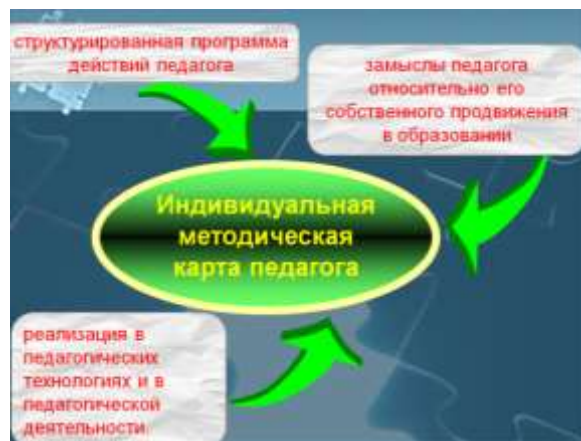 структурированная программа
действий педагога
замыслы педагога
относительно его
собственного продвижения
в образовании
Индивидуальная
методическая
карта педагога
реализация в
педагогических
технологиях и в
педагогической
деятельности.